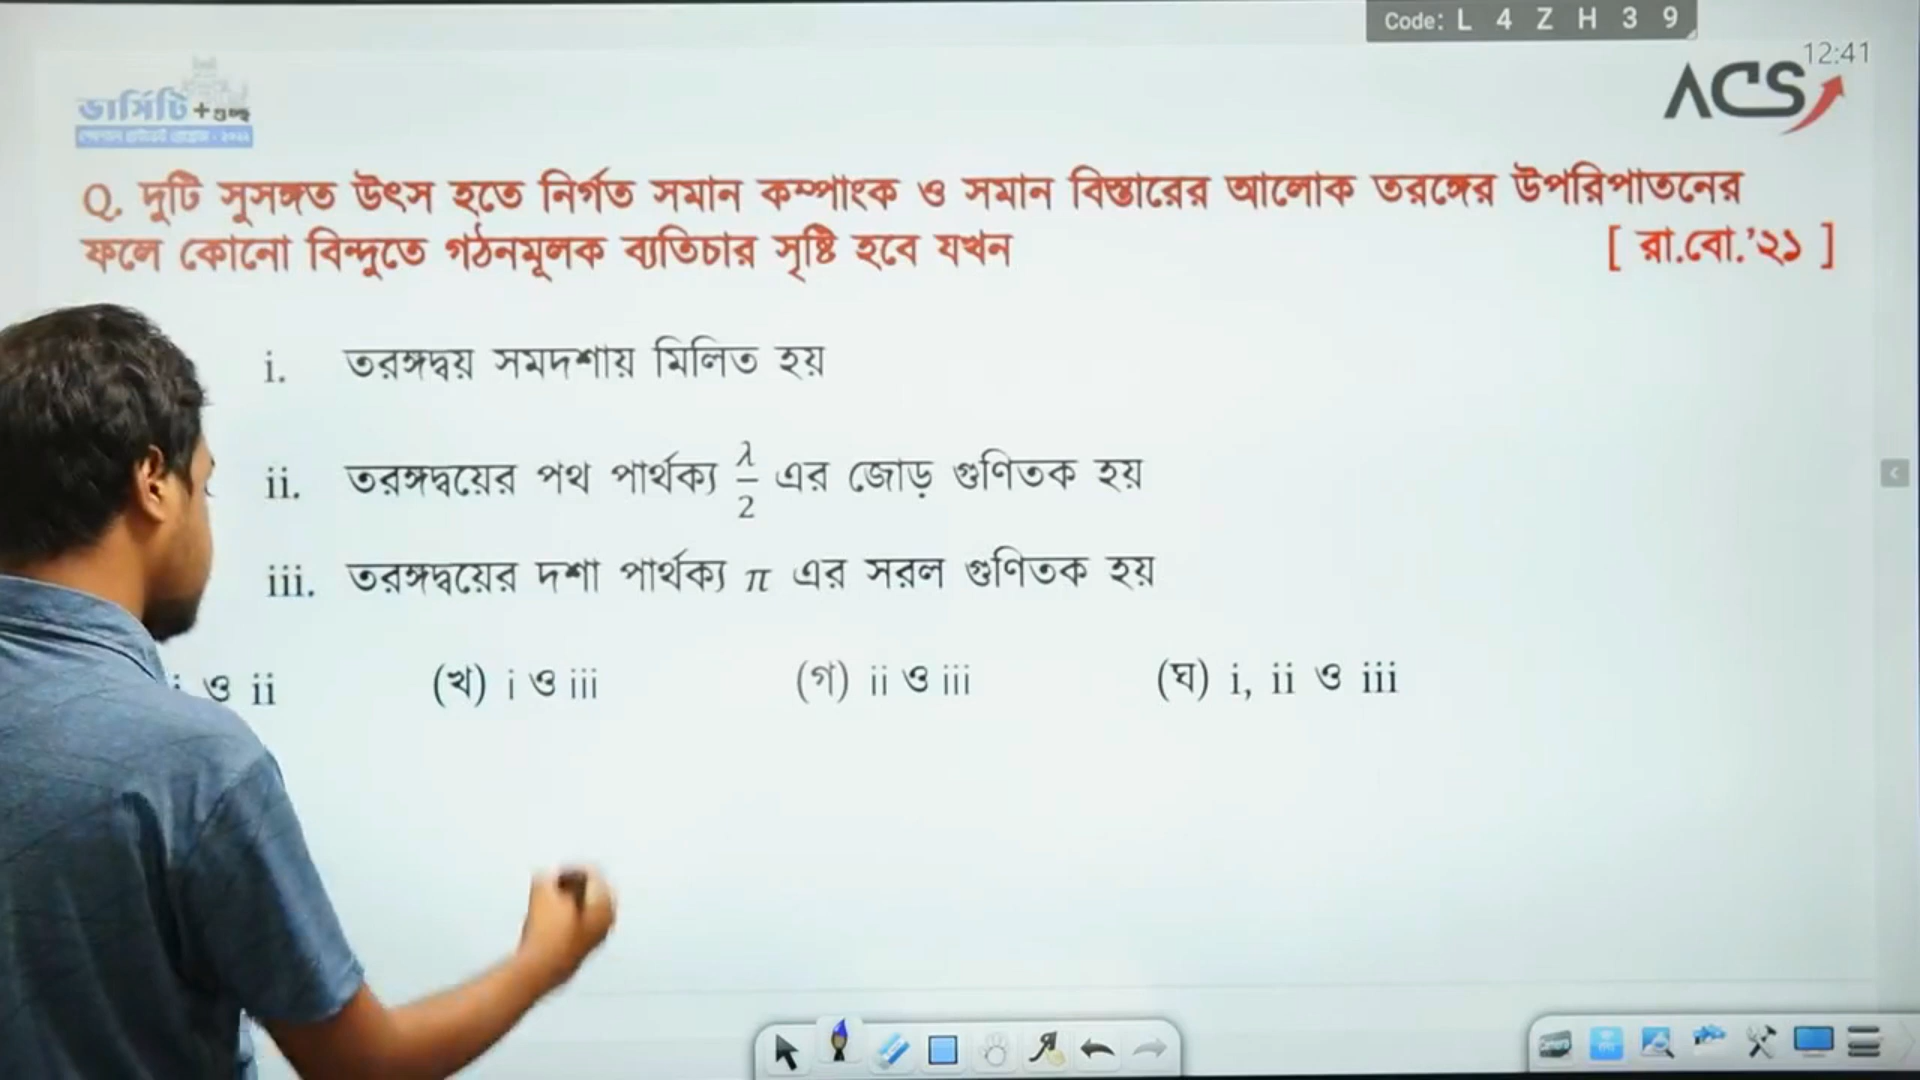 Code: L 4 Z H 3 9
12:41
ACS
ভার্সিটি +
Q. দুটি সুসঙ্গত উৎস হতে নির্গত সমান কম্পাংক ও সমান বিস্তারের আলোক তরঙ্গের উপরিপাতনের
ফলে কোনো বিন্দুতে গঠনমূলক ব্যতিচার সৃষ্টি হবে যখন [ রা.বো.'২১ ]
i. তরঙ্গদ্বয় সমদশায় মিলিত হয়
ii. তরঙ্গদ্বয়ের পথ পার্থক্য λ/2 এর জোড় গুণিতক হয়
iii. তরঙ্গদ্বয়ের দশা পার্থক্য π এর সরল গুণিতক হয়
ও ii (খ) i ও iii (গ) ii ও iii (ঘ) i, ii ও iii